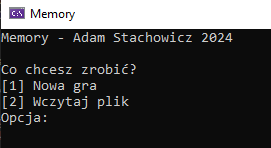 Memory
Memory - Adam Stachowicz 2024
Co chcesz zrobić?
[1] Nowa gra
[2] Wczytaj plik
Opcja: